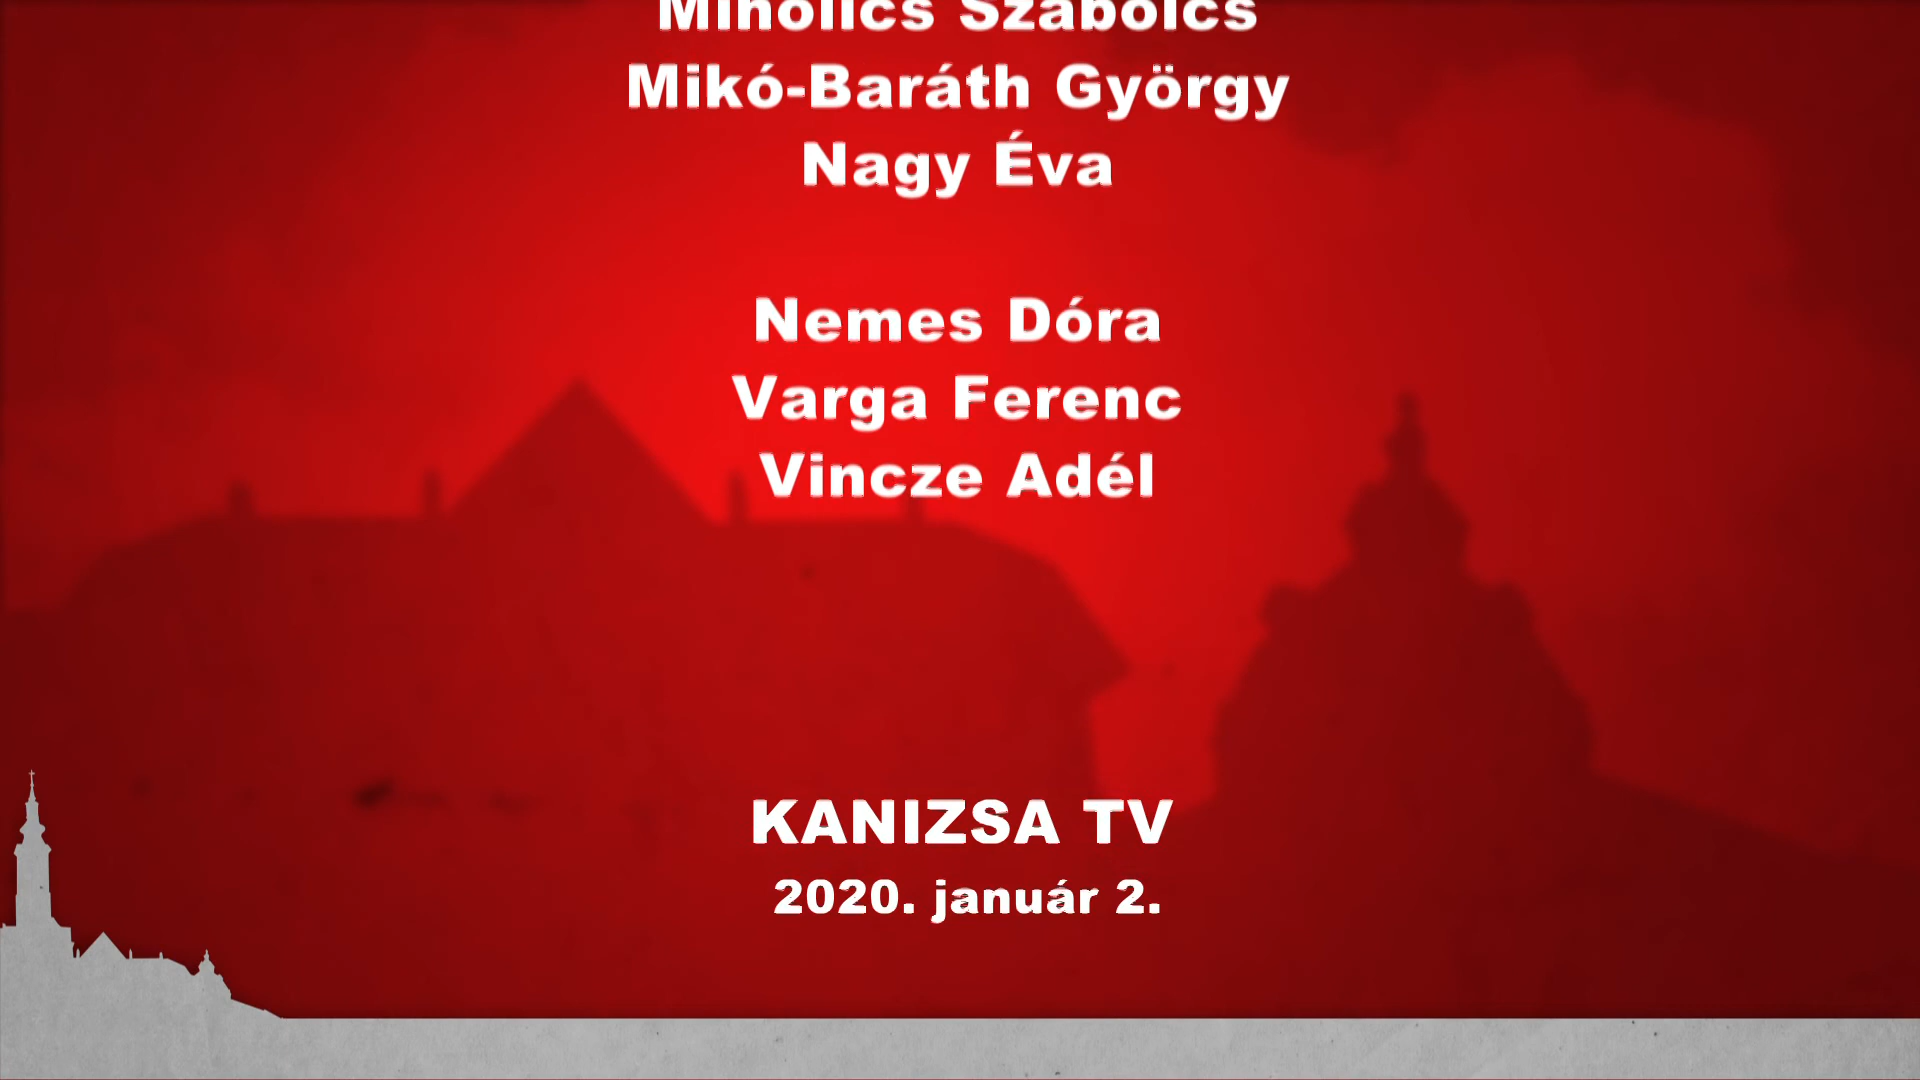 Miholics Szabolcs
Mikó-Baráth György
Nagy Éva
Nemes Dóra
Varga Ferenc
Vincze Adél
KANIZSA TV
2020. január 2.